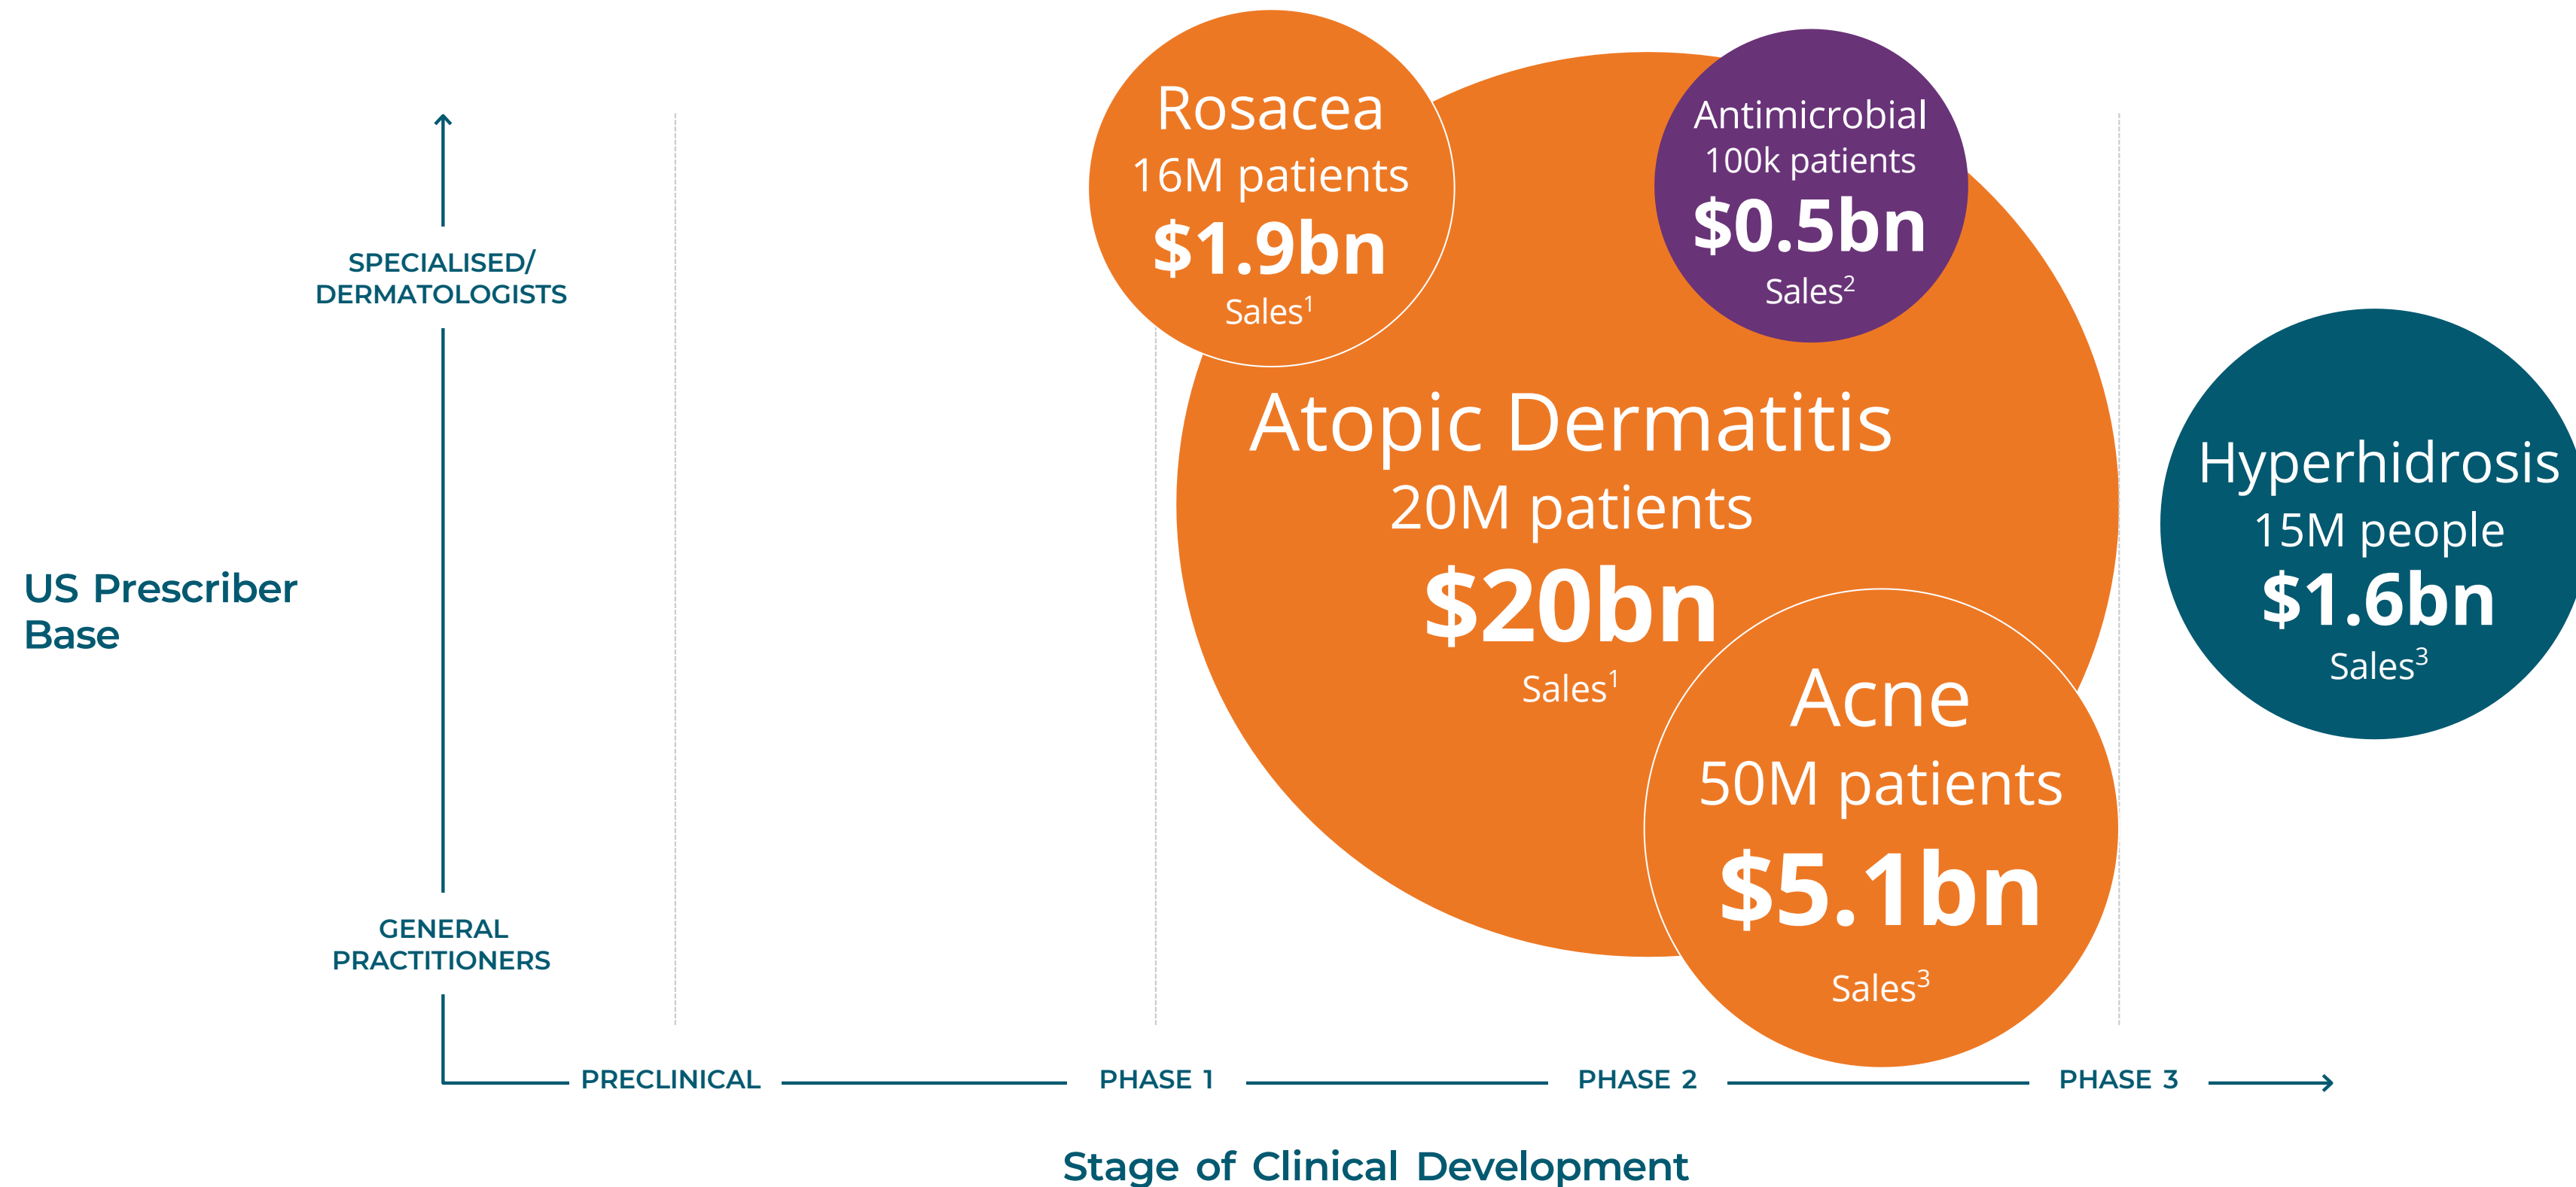 Rosacea
16M patients
$1.9bn
Sales1
Antimicrobial
100k patients
$0.5bn
Sales2
SPECIALISED/
DERMATOLOGISTS
Atopic Dermatitis
20M patients
$20bn
Sales1
Hyperhidrosis
15M people
$1.6bn
Sales3
US Prescriber
Base
Acne
50M patients
$5.1bn
Sales3
GENERAL
PRACTITIONERS
PRECLINICAL PHASE 1 PHASE 2 PHASE 3
Stage of Clinical Development